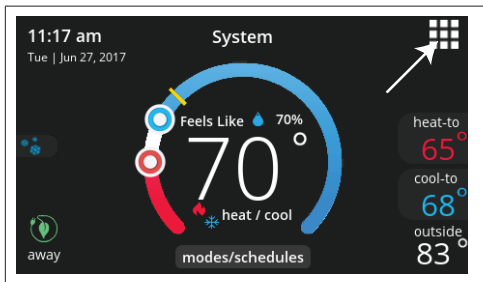 11:17 am
System
Tue | Jun 27, 2017
Feels Like 70%
70°
heat / cool
heat-to
65°
cool-to
68°
outside
83°
away
modes/schedules